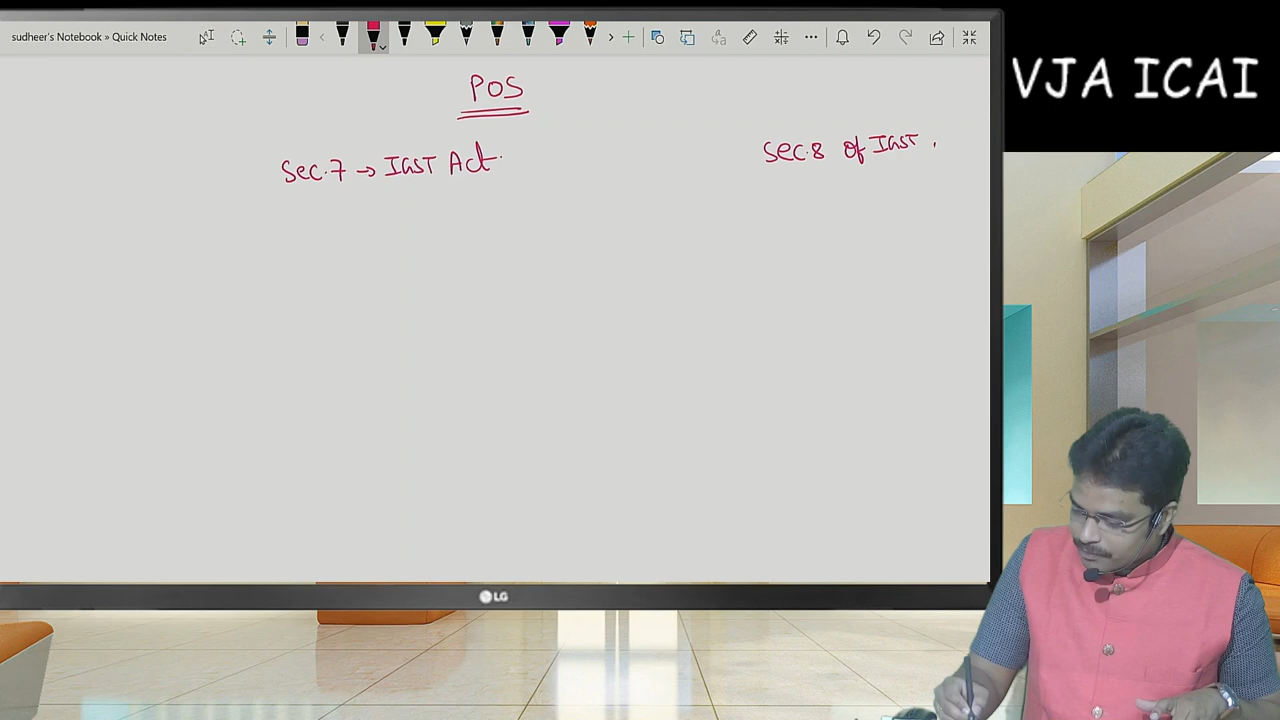 sudheer's Notebook » Quick Notes
VJA ICAI
POS
Sec.7 → IGST Act.
Sec.8 of IGST.
LG